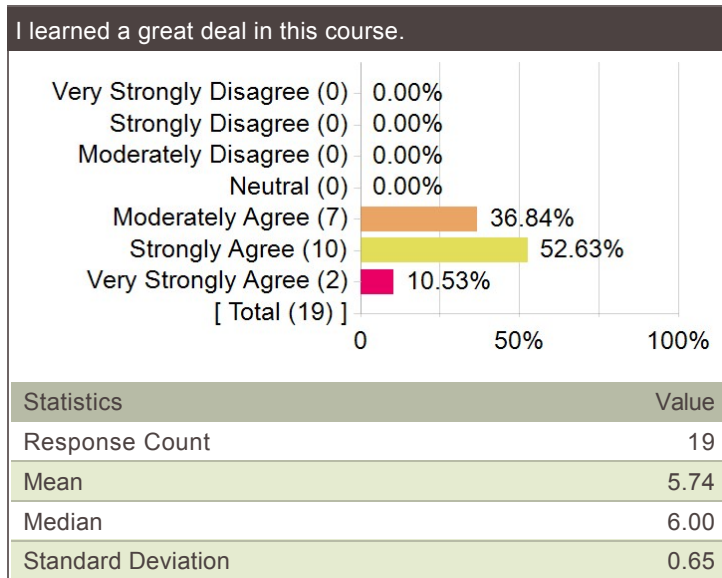 I learned a great deal in this course.
Very Strongly Disagree (0) 0.00%
Strongly Disagree (0) 0.00%
Moderately Disagree (0) 0.00%
Neutral (0) 0.00%
Moderately Agree (7) 36.84%
Strongly Agree (10) 52.63%
Very Strongly Agree (2) 10.53%
[ Total (19) ]
0 50% 100%
Statistics Value
Response Count 19
Mean 5.74
Median 6.00
Standard Deviation 0.65